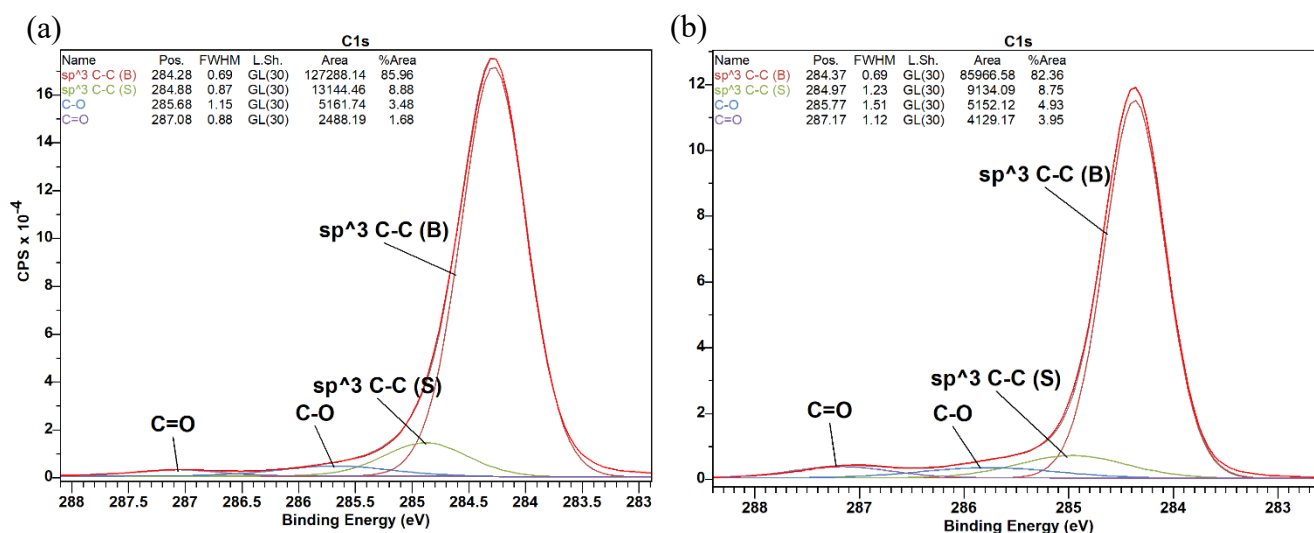 (a)
C1s
Name Pos. FWHM L.Sh. Area %Area
sp^3 C-C (B) 284.28 0.69 GL(30) 127288.14 85.96
sp^3 C-C (S) 284.88 0.87 GL(30) 13144.46 8.88
C-O 285.68 1.15 GL(30) 5161.74 3.48
C=O 287.08 0.88 GL(30) 2488.19 1.68
CPS x 10^-4
16
14
12
10
8
6
4
2
0
sp^3 C-C (B)
sp^3 C-C (S)
C-O
C=O
288 287.5 287 286.5 286 285.5 285 284.5 284 283.5 283
Binding Energy (eV)
(b)
C1s
Name Pos. FWHM L.Sh. Area %Area
sp^3 C-C (B) 284.37 0.69 GL(30) 85966.58 82.36
sp^3 C-C (S) 284.97 1.23 GL(30) 9134.09 8.75
C-O 285.77 1.51 GL(30) 5152.12 4.93
C=O 287.17 1.12 GL(30) 4129.17 3.95
12
10
8
6
4
2
0
sp^3 C-C (B)
sp^3 C-C (S)
C=O
C-O
288 287 286 285 284 283
Binding Energy (eV)